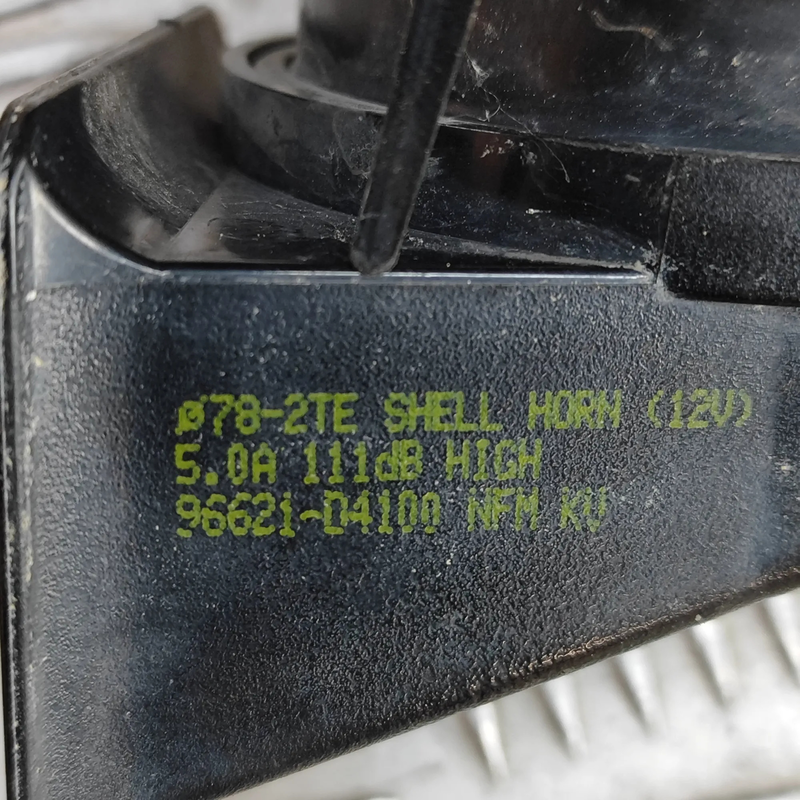 ø78-2TE SHELL HORN (12V)
5.0A 111dB HIGH
96621-D4100 NFM KV